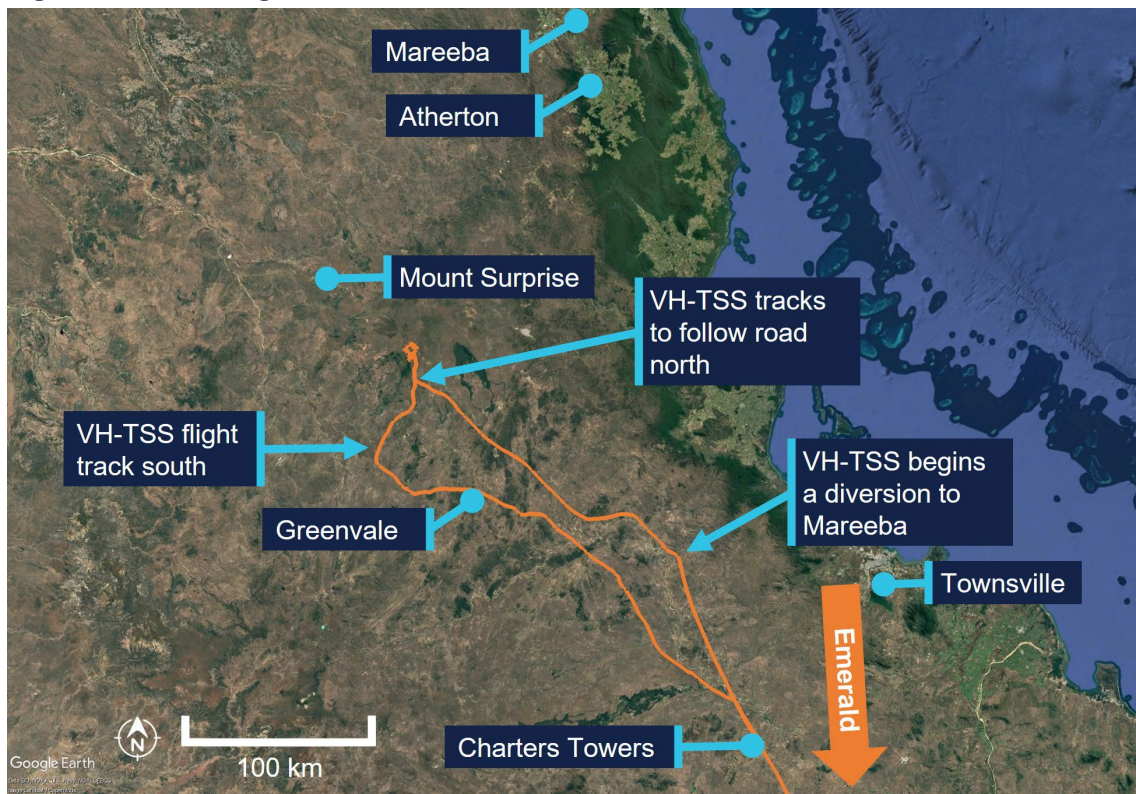 Mareeba
Atherton
Mount Surprise
VH-TSS tracks
to follow road
north
VH-TSS flight
track south
VH-TSS begins
a diversion to
Mareeba
Greenvale
Townsville
Emerald
Charters Towers
N
100 km
Google Earth